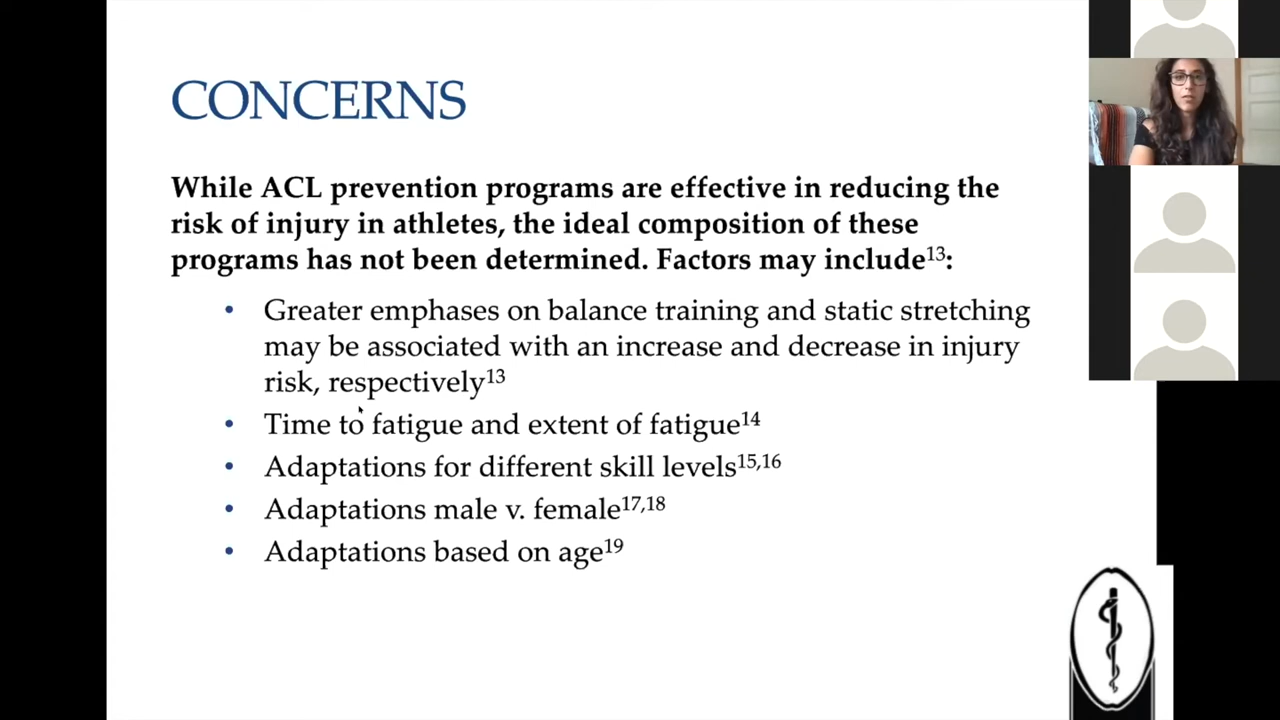 CONCERNS
While ACL prevention programs are effective in reducing the
risk of injury in athletes, the ideal composition of these
programs has not been determined. Factors may include¹³:
• Greater emphases on balance training and static stretching
may be associated with an increase and decrease in injury
risk, respectively¹³
• Time to fatigue and extent of fatigue¹⁴
• Adaptations for different skill levels¹⁵,¹⁶
• Adaptations male v. female¹⁷,¹⁸
• Adaptations based on age¹⁹